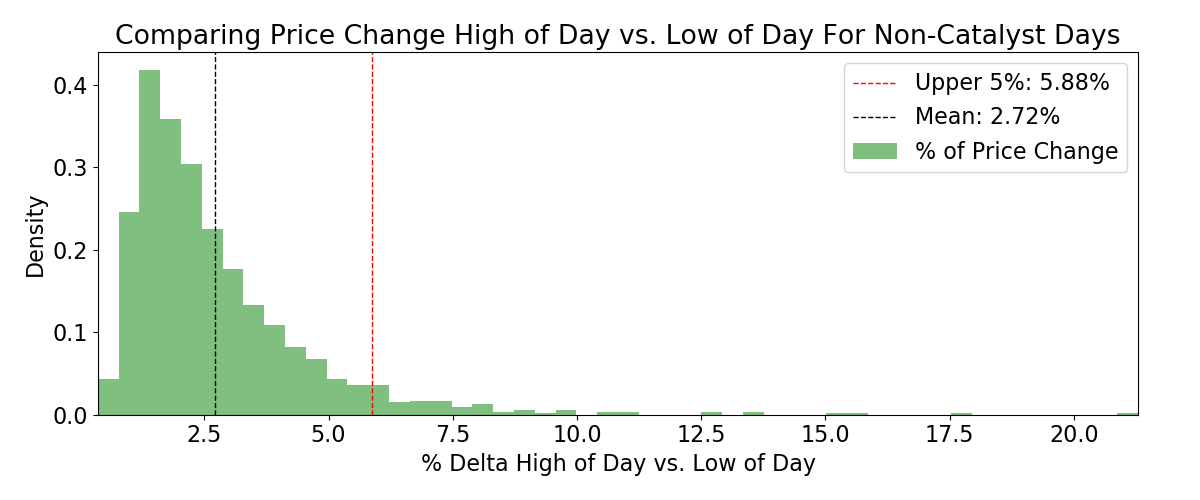 Comparing Price Change High of Day vs. Low of Day For Non-Catalyst Days
Upper 5%: 5.88%
Mean: 2.72%
% of Price Change
Density
0.4
0.3
0.2
0.1
0.0
2.5 5.0 7.5 10.0 12.5 15.0 17.5 20.0
% Delta High of Day vs. Low of Day